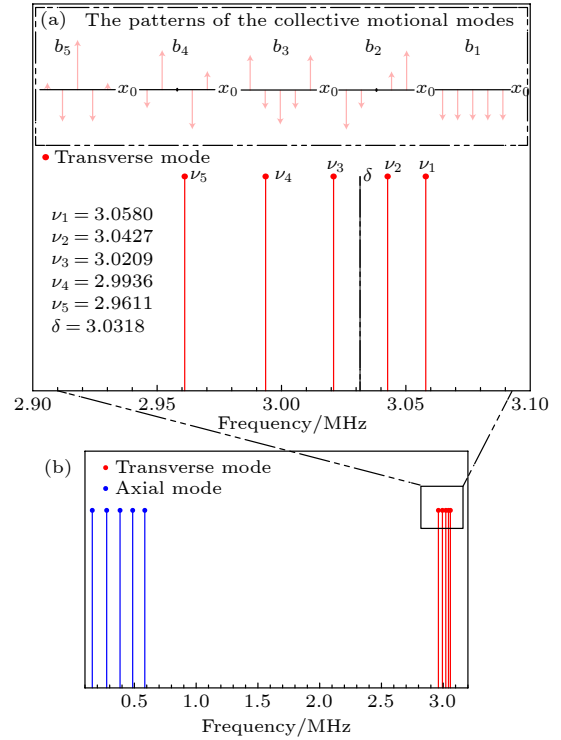 (a) The patterns of the collective motional modes
b5 b4 b3 b2 b1
x0 x0 x0 x0 x0
Transverse mode
ν5 ν4 ν3 δ ν2 ν1
ν1 = 3.0580
ν2 = 3.0427
ν3 = 3.0209
ν4 = 2.9936
ν5 = 2.9611
δ = 3.0318
2.90 2.95 3.00 3.05 3.10
Frequency/MHz
(b)
Transverse mode
Axial mode
0.5 1.0 1.5 2.0 2.5 3.0
Frequency/MHz